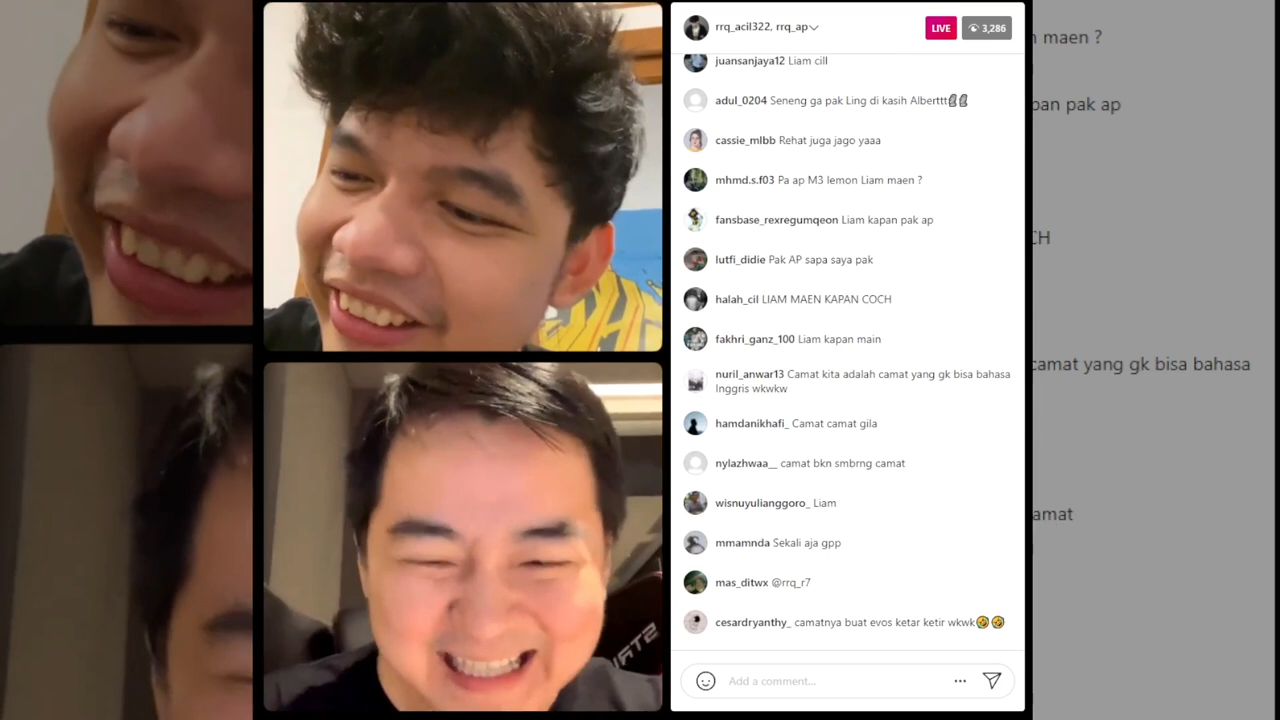 rrq_acil322, rrq_ap
LIVE
3,286
juansanjaya12 Liam cill
adul_0204 Seneng ga pak Ling di kasih Alberttt
cassie_mlbb Rehat juga jago yaaa
mhmd.s.f03 Pa ap M3 lemon Liam maen ?
fansbase_rexregumqeon Liam kapan pak ap
lutfi_didie Pak AP sapa saya pak
halah_cil LIAM MAEN KAPAN COCH
fakhri_ganz_100 Liam kapan main
nuril_anwar13 Camat kita adalah camat yang gk bisa bahasa
Inggris wkwkw
hamdanikhafi_ Camat camat gila
nylazhwaa__ camat bkn smbrng camat
wisnuyulianggoro_ Liam
mmamnda Sekali aja gpp
mas_ditwx @rrq_r7
cesardryanthy_ camatnya buat evos ketar ketir wkwk🤣🤣
Add a comment...
maen ?
pan pak ap
CH
camat yang gk bisa bahasa
amat